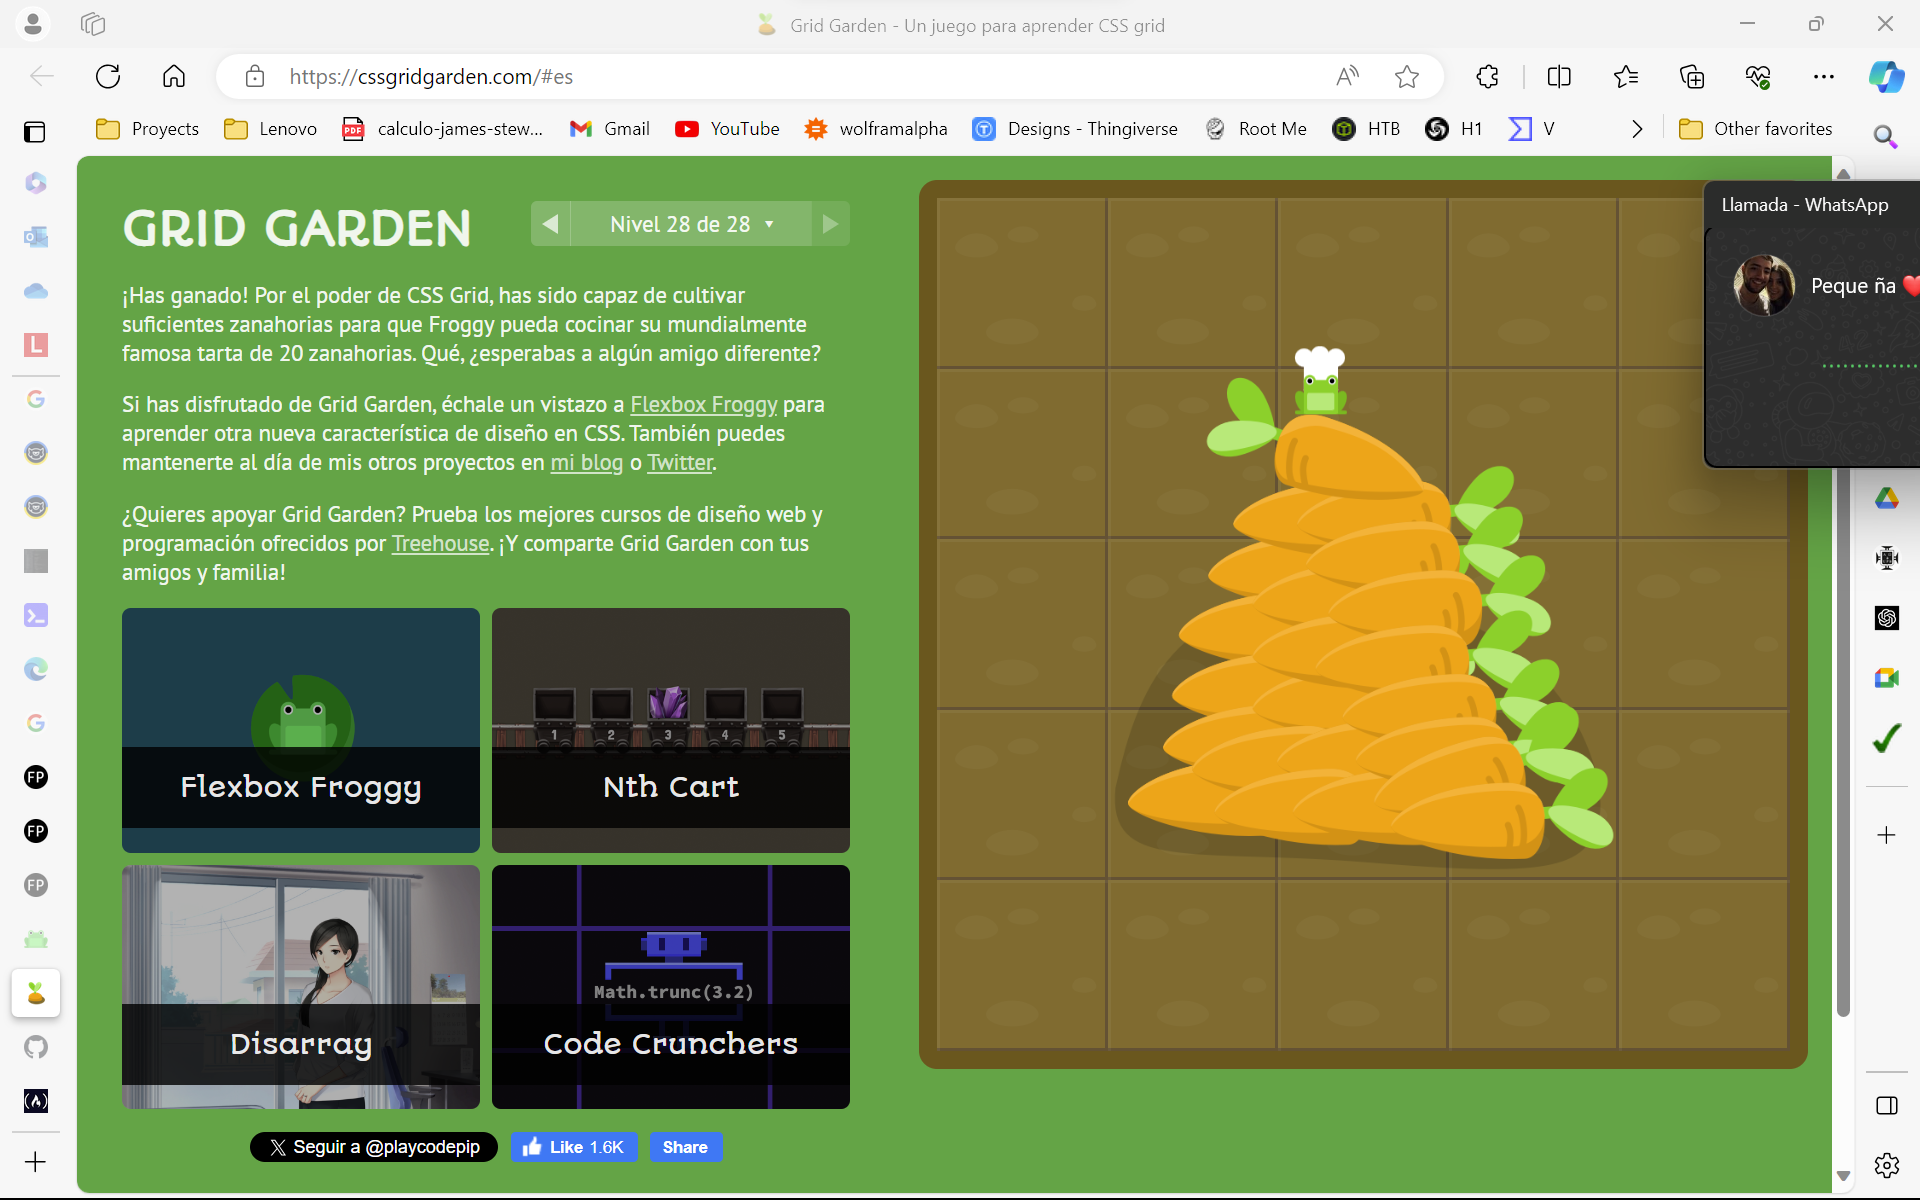 Grid Garden - Un juego para aprender CSS grid
https://cssgridgarden.com/#es
Proyects
Lenovo
calculo-james-stew...
Gmail
YouTube
wolframalpha
Designs - Thingiverse
Root Me
HTB
H1
V
Other favorites
GRID GARDEN
Nivel 28 de 28
¡Has ganado! Por el poder de CSS Grid, has sido capaz de cultivar
suficientes zanahorias para que Froggy pueda cocinar su mundialmente
famosa tarta de 20 zanahorias. Qué, ¿esperabas a algún amigo diferente?
Si has disfrutado de Grid Garden, échale un vistazo a Flexbox Froggy para
aprender otra nueva característica de diseño en CSS. También puedes
mantenerte al día de mis otros proyectos en mi blog o Twitter.
¿Quieres apoyar Grid Garden? Prueba los mejores cursos de diseño web y
programación ofrecidos por Treehouse. ¡Y comparte Grid Garden con tus
amigos y familia!
Flexbox Froggy
1 2 3 4 5
Nth Cart
Disarray
Math.trunc(3.2)
Code Crunchers
Seguir a @playcodepip
Like 1.6K
Share
Llamada - WhatsApp
Peque ña ❤
PDF
L
FP
FP
FP